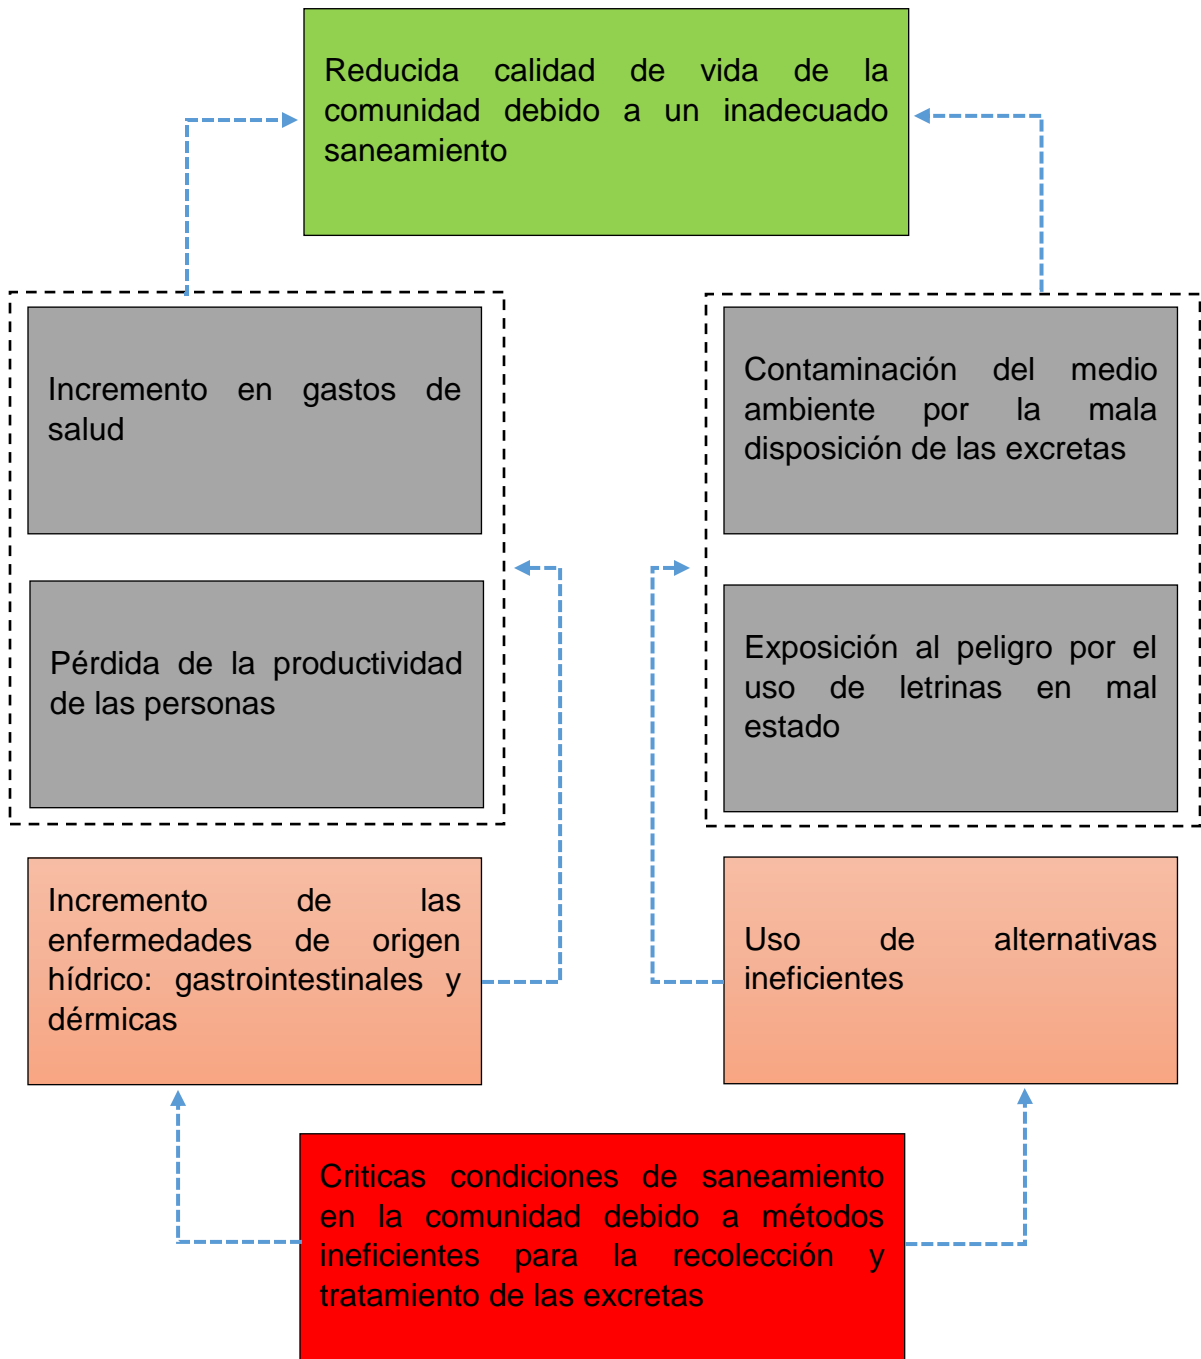 Reducida calidad de vida de la
comunidad debido a un inadecuado
saneamiento
Incremento en gastos de
salud
Contaminación del medio
ambiente por la mala
disposición de las excretas
Pérdida de la productividad
de las personas
Exposición al peligro por el
uso de letrinas en mal
estado
Incremento de las
enfermedades de origen
hídrico: gastrointestinales y
dérmicas
Uso de alternativas
ineficientes
Criticas condiciones de saneamiento
en la comunidad debido a métodos
ineficientes para la recolección y
tratamiento de las excretas